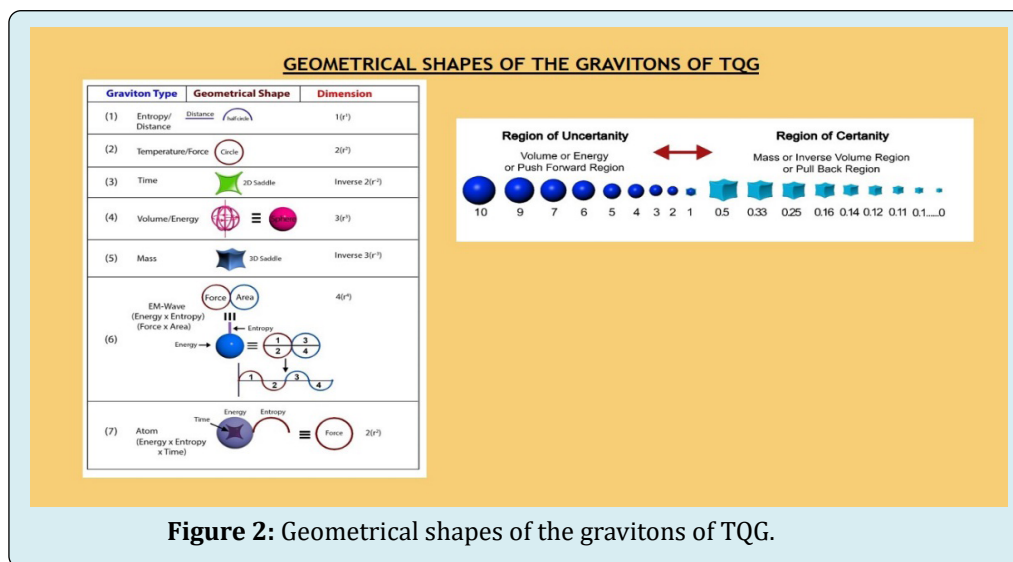 GEOMETRICAL SHAPES OF THE GRAVITONS OF TQG
Graviton Type Geometrical Shape Dimension
(1) Entropy/ Distance halfcircle 1(r¹)
Distance
(2) Temperature/Force Circle 2(r²)
(3) Time 2D Saddle Inverse 2(r⁻²)
(4) Volume/Energy ≡ Sphere 3(r³)
(5) Mass 3D Saddle Inverse 3(r⁻³)
Force Area 4(r⁴)
EM-Wave
(Energy x Entropy)
(Force x Area)
Entropy
(6) Energy ≡ 1 3
2 4
1 3
2 4
Energy Entropy
Time
(7) Atom ≡ Force 2(r²)
(Energy x Entropy
x Time)
Region of Uncertanity
Volume or Energy
or Push Forward Region
10 9 7 6 5 4 3 2 1
Region of Certanity
Mass or Inverse Volume Region
or Pull Back Region
0.5 0.33 0.25 0.16 0.14 0.12 0.11 0.1......0
Figure 2: Geometrical shapes of the gravitons of TQG.